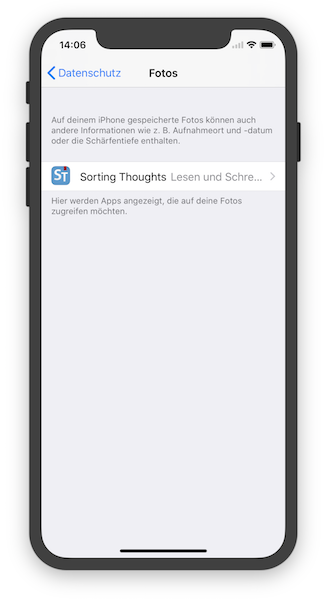 14:06
Datenschutz Fotos
Auf deinem iPhone gespeicherte Fotos können auch
andere Informationen wie z. B. Aufnahmeort und -datum
oder die Schärfentiefe enthalten.
ST Sorting Thoughts Lesen und Schre...
Hier werden Apps angezeigt, die auf deine Fotos
zugreifen möchten.